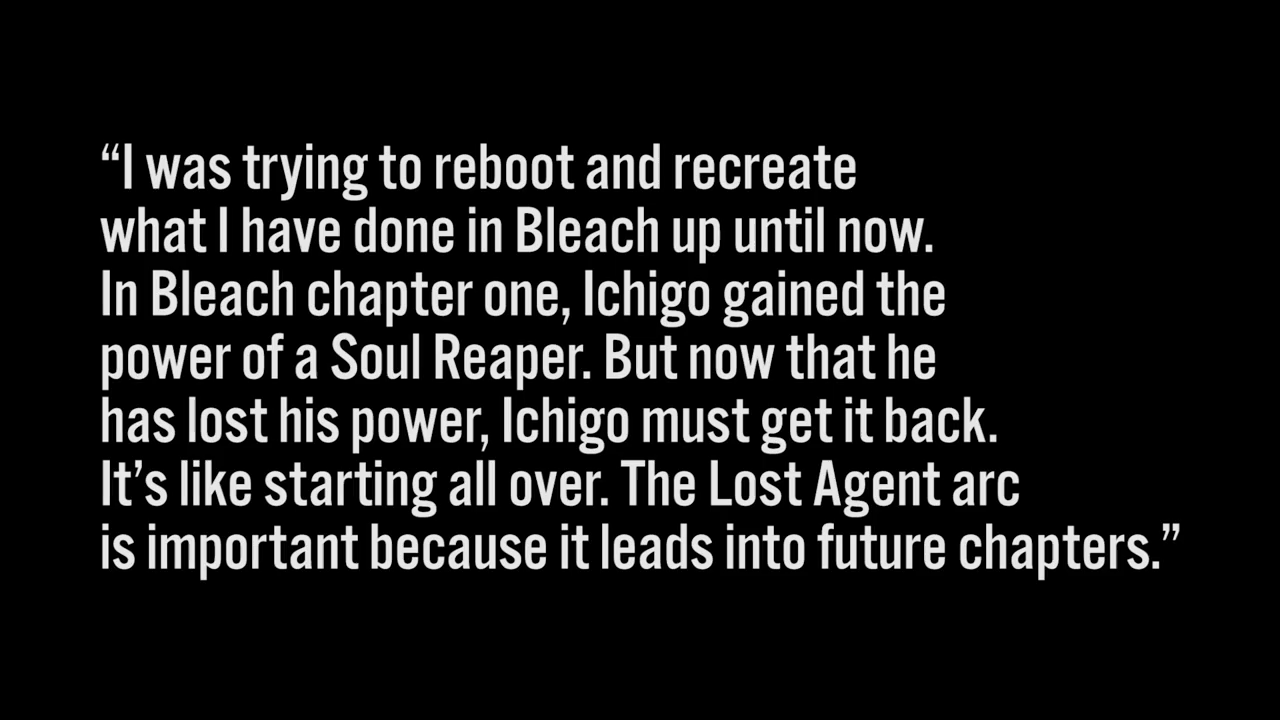 “I was trying to reboot and recreate
what I have done in Bleach up until now.
In Bleach chapter one, Ichigo gained the
power of a Soul Reaper. But now that he
has lost his power, Ichigo must get it back.
It’s like starting all over. The Lost Agent arc
is important because it leads into future chapters.”